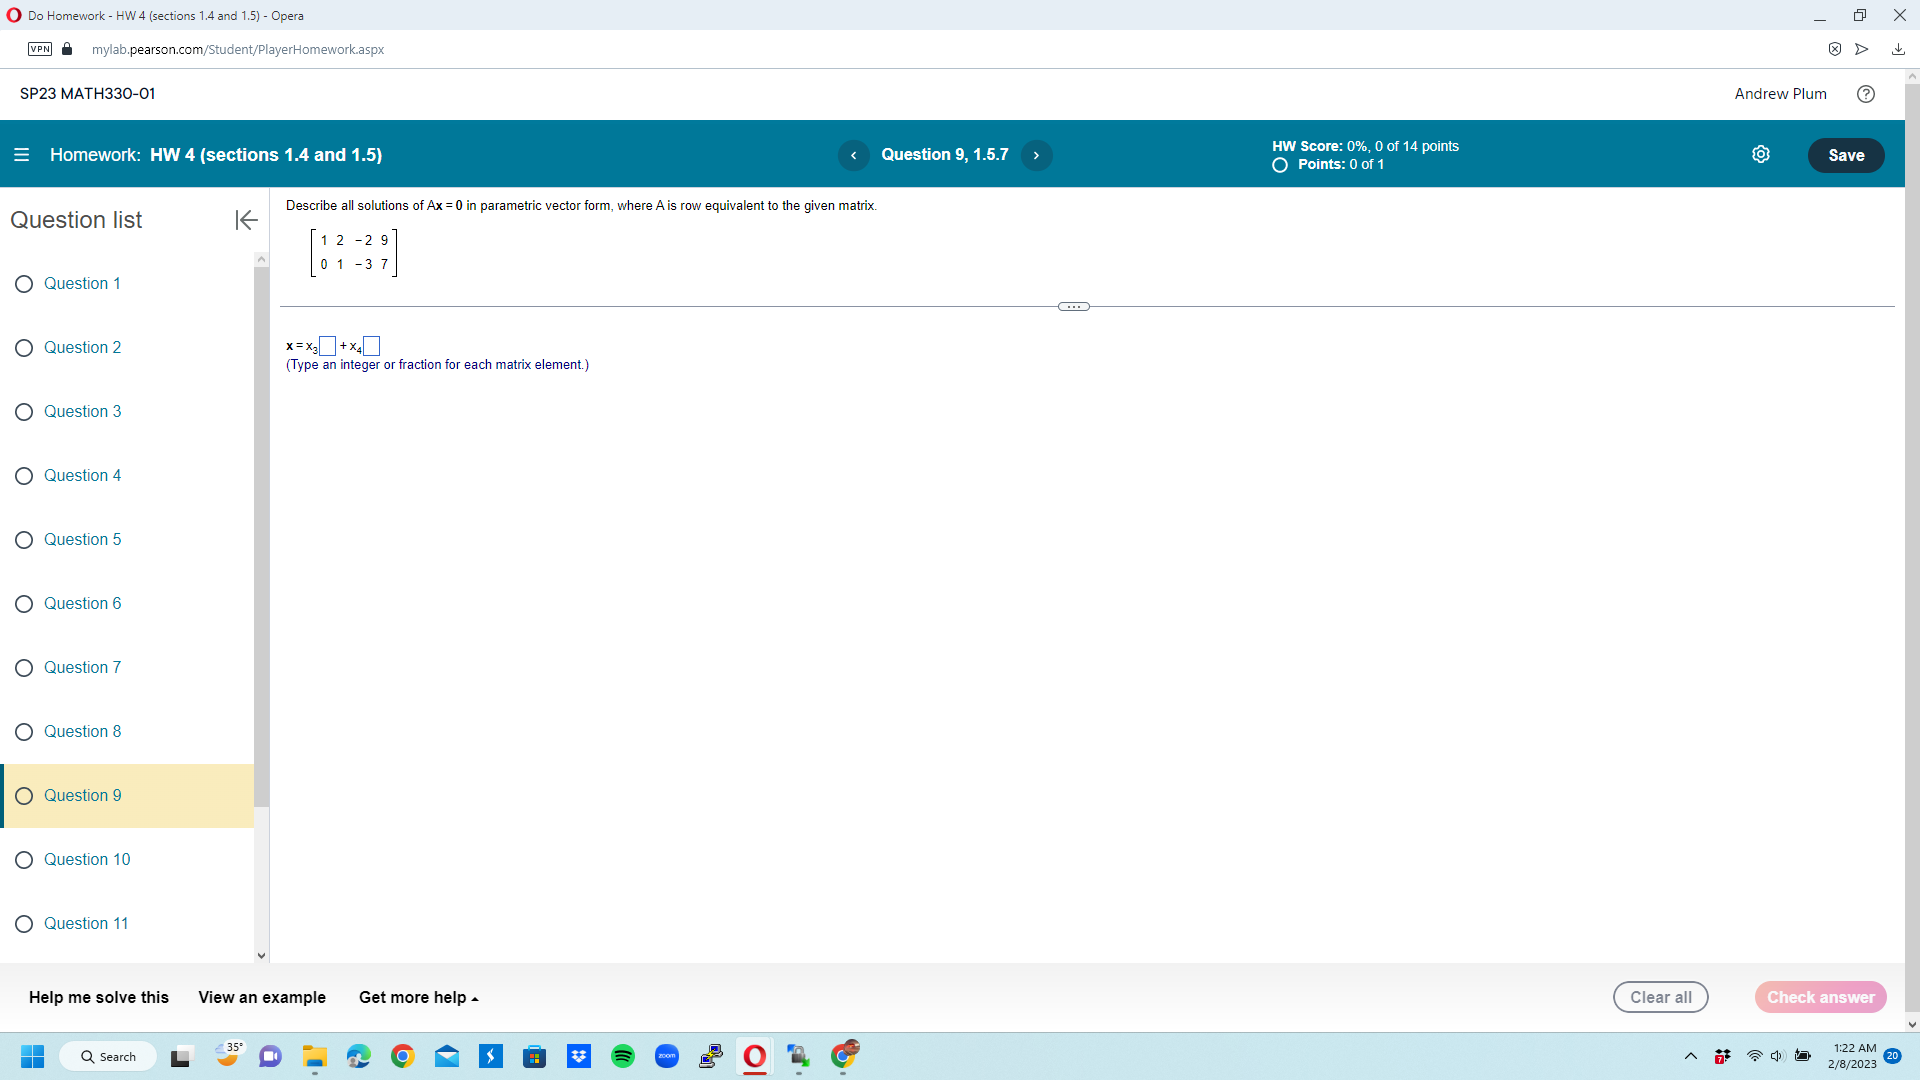 Do Homework - HW 4 (sections 1.4 and 1.5) - Opera
VPN mylab.pearson.com/Student/PlayerHomework.aspx
SP23 MATH330-01
Andrew Plum
?
Homework: HW 4 (sections 1.4 and 1.5)
Question 9, 1.5.7
HW Score: 0%, 0 of 14 points
Points: 0 of 1
Save
Question list
Question 1
Question 2
Question 3
Question 4
Question 5
Question 6
Question 7
Question 8
Question 9
Question 10
Question 11
Describe all solutions of Ax = 0 in parametric vector form, where A is row equivalent to the given matrix.
1 2 -2 9
0 1 -3 7
x = x₃ + x₄
(Type an integer or fraction for each matrix element.)
Help me solve this
View an example
Get more help
Clear all
Check answer
Search
35°
zoom
1:22 AM
2/8/2023
20